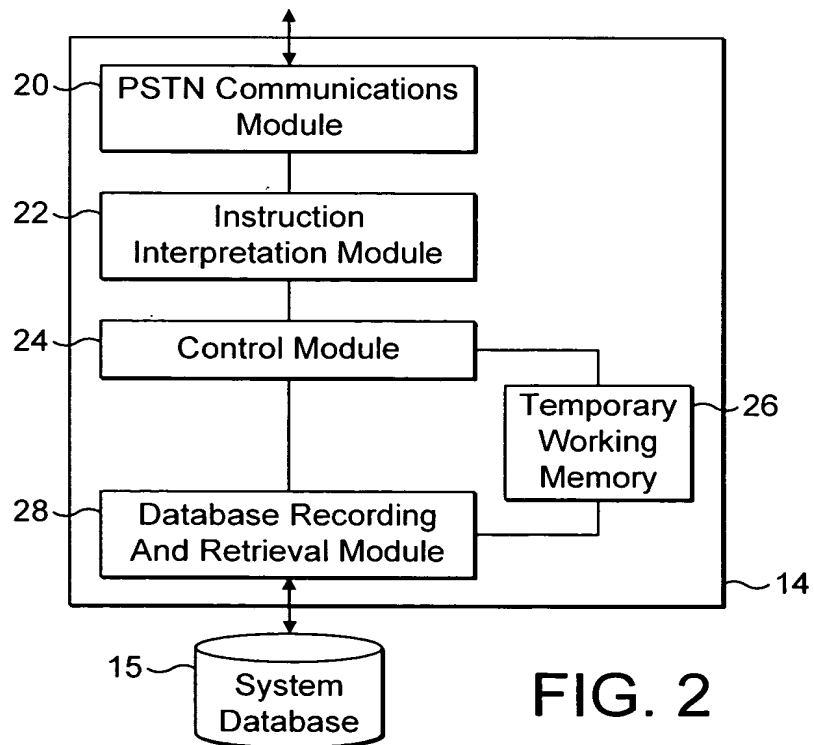 20
PSTN Communications
Module
22
Instruction
Interpretation Module
24
Control Module
Temporary
Working
Memory
26
28
Database Recording
And Retrieval Module
14
15
System
Database
FIG. 2